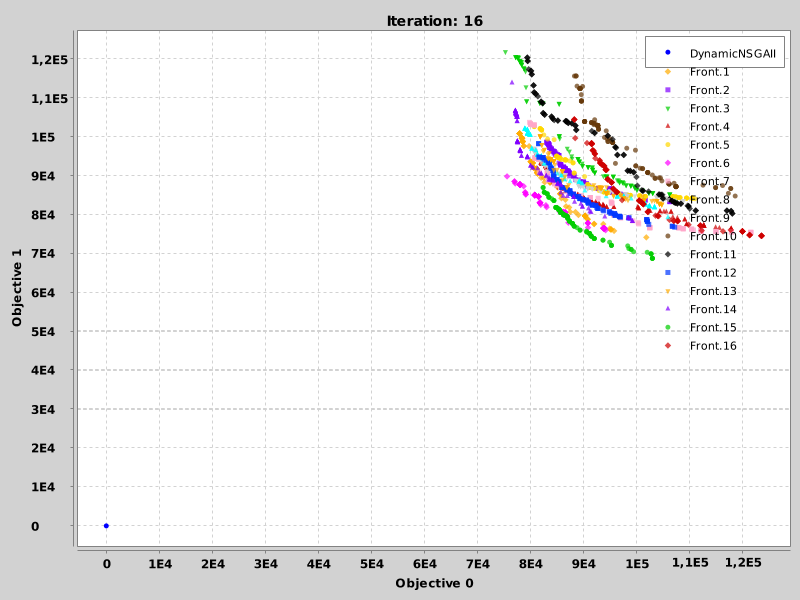 Iteration: 16
DynamicNSGAII
Front.1
Front.2
Front.3
Front.4
Front.5
Front.6
Front.7
Front.8
Front.9
Front.10
Front.11
Front.12
Front.13
Front.14
Front.15
Front.16
1,2E5
1,1E5
1E5
9E4
8E4
7E4
6E4
5E4
4E4
3E4
2E4
1E4
0
Objective 1
0 1E4 2E4 3E4 4E4 5E4 6E4 7E4 8E4 9E4 1E5 1,1E5 1,2E5
Objective 0